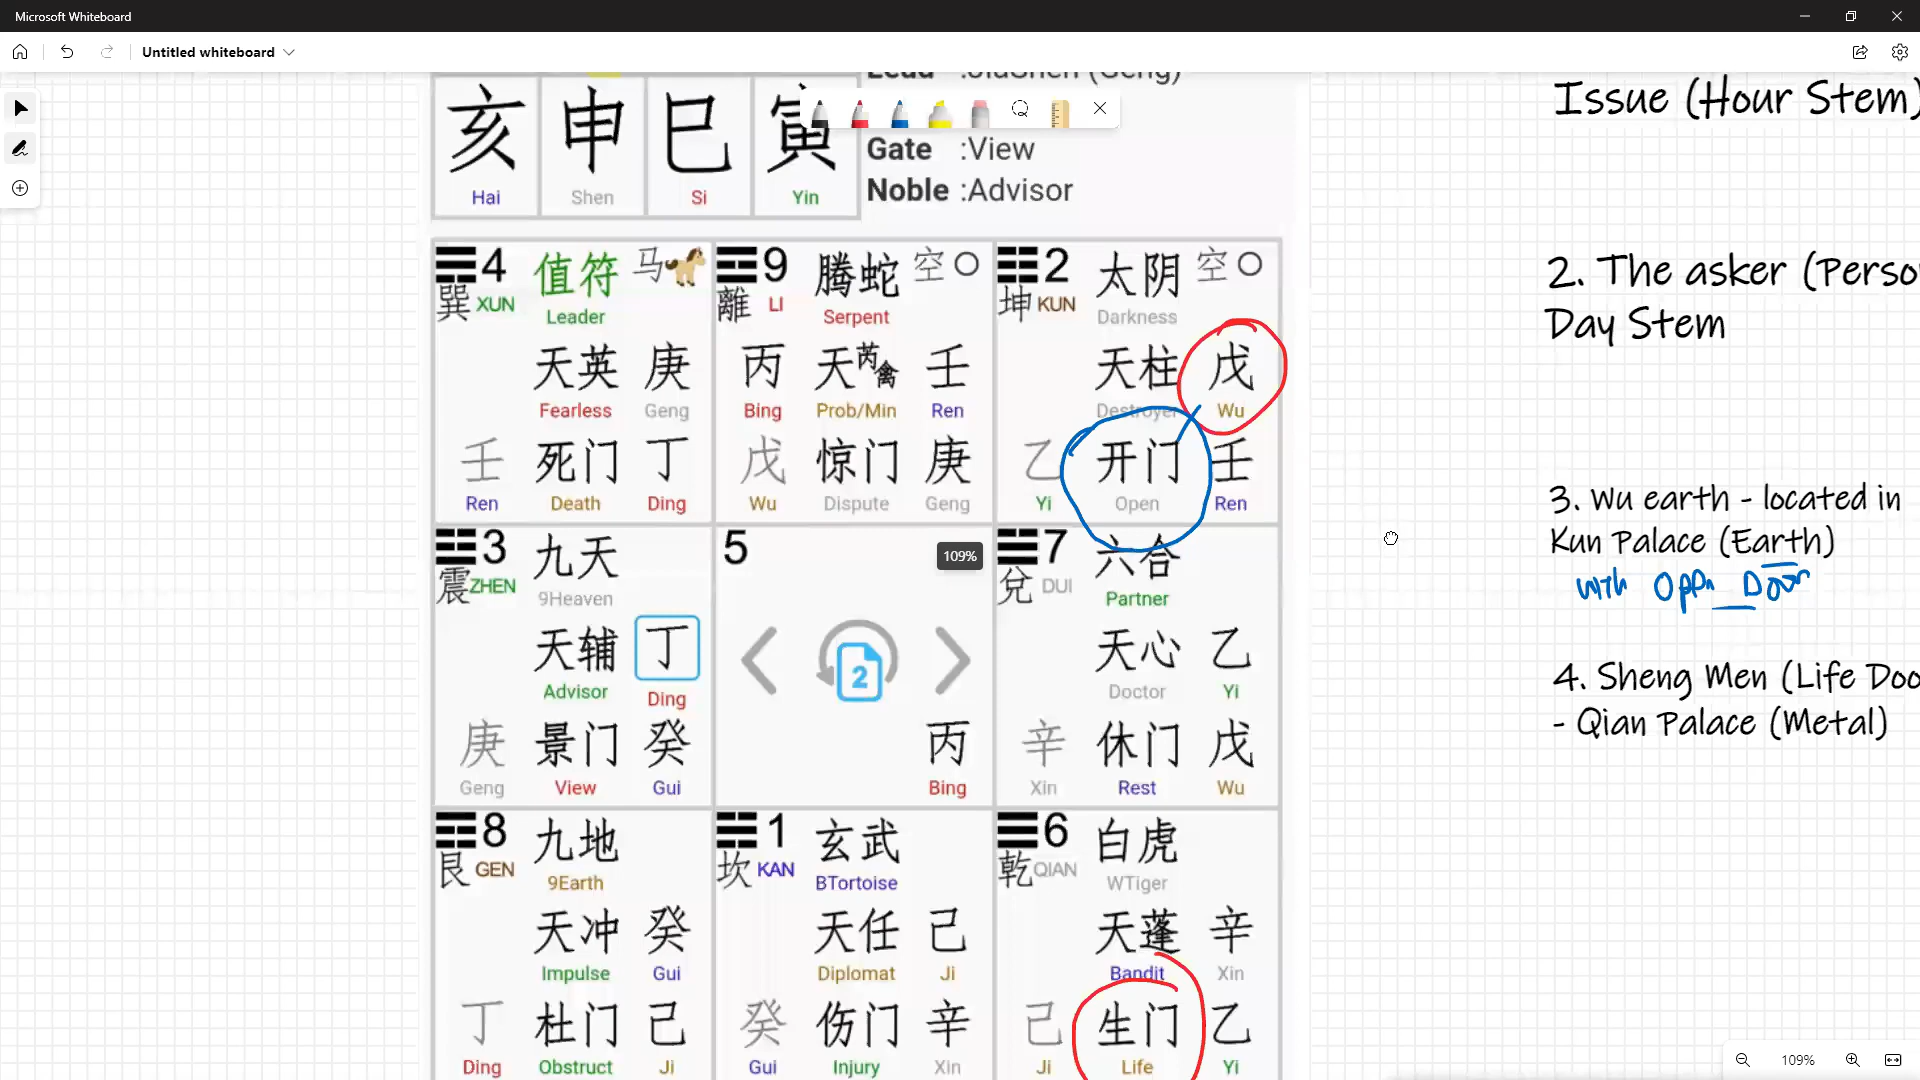 Microsoft Whiteboard
Untitled whiteboard
亥 申 巳 寅
Hai Shen Si Yin
Lead :JiaShen (Geng)
Gate :View
Noble :Advisor
4 值符 马
巽 XUN Leader
天英 庚
Fearless Geng
壬 死门 丁
Ren Death Ding
9 腾蛇 空
離 LI Serpent
丙 天芮禽 壬
Bing Prob/Min Ren
戊 惊门 庚
Wu Dispute Geng
2 太阴 空
坤 KUN Darkness
天柱 戊
Destroyer Wu
乙 开门 壬
Yi Open Ren
3 九天
震 ZHEN 9Heaven
天辅 丁
Advisor Ding
庚 景门 癸
Geng View Gui
5
109%
2
丙
Bing
7 六合
兌 DUI Partner
天心 乙
Doctor Yi
辛 休门 戊
Xin Rest Wu
8 九地
艮 GEN 9Earth
天冲 癸
Impulse Gui
丁 杜门 己
Ding Obstruct Ji
1 玄武
坎 KAN BTortoise
天任 己
Diplomat Ji
癸 伤门 辛
Gui Injury Xin
6 白虎
乾 QIAN WTiger
天蓬 辛
Bandit Xin
己 生门 乙
Ji Life Yi
Issue (Hour Stem)
2. The asker (Perso
Day Stem
3. Wu earth - located in
Kun Palace (Earth)
with Open Door
4. Sheng Men (Life Doo
- Qian Palace (Metal)
109%